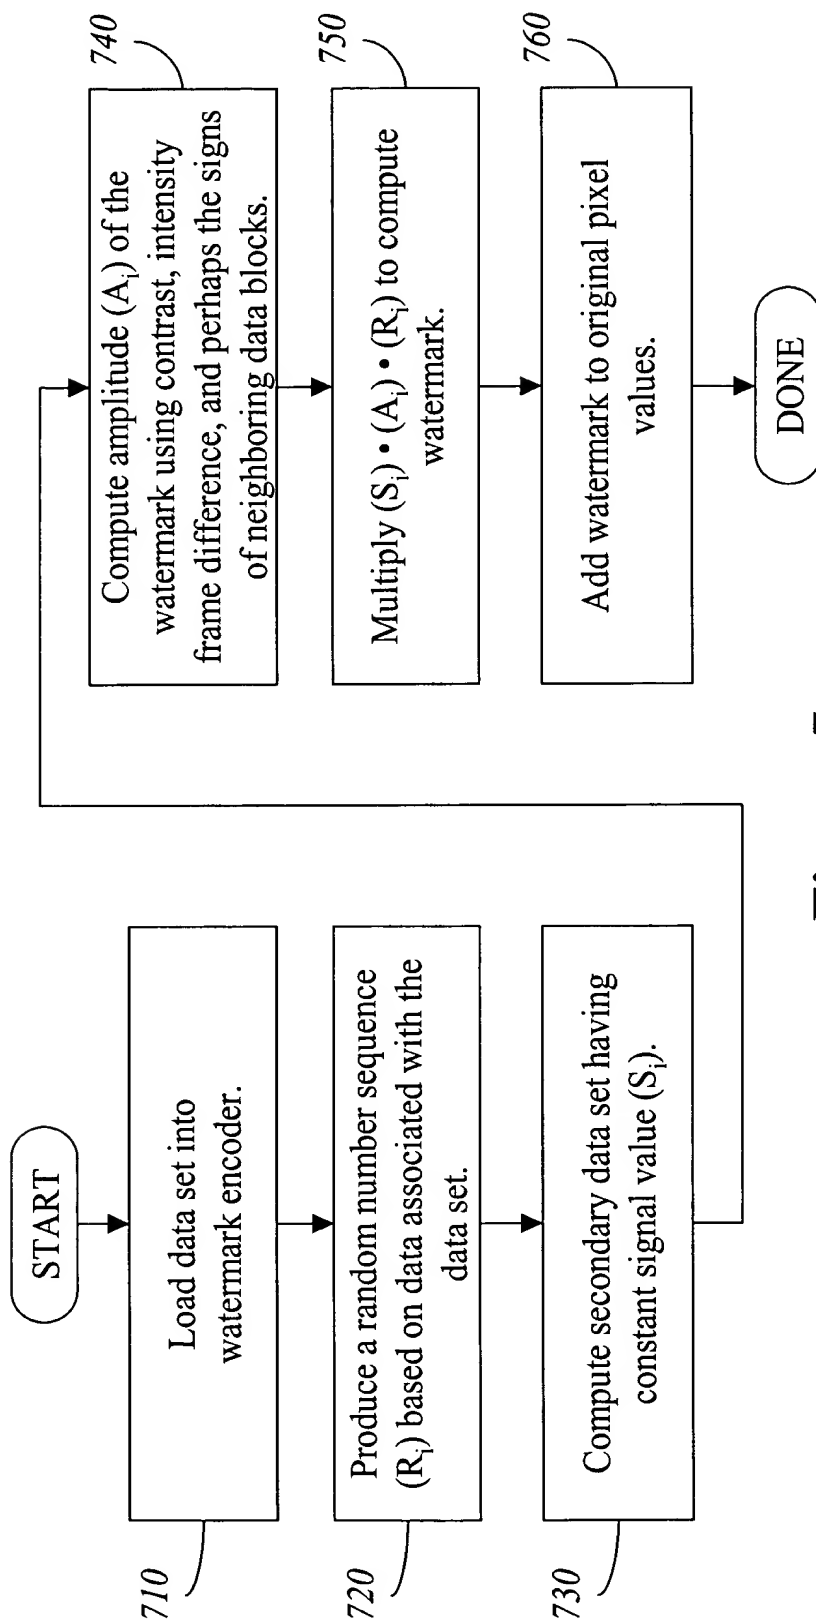 START
710
Load data set into
watermark encoder.
720
Produce a random number sequence
(Rᵢ) based on data associated with the
data set.
730
Compute secondary data set having
constant signal value (Sᵢ).
740
Compute amplitude (Aᵢ) of the
watermark using contrast, intensity
frame difference, and perhaps the signs
of neighboring data blocks.
750
Multiply (Sᵢ) • (Aᵢ) • (Rᵢ) to compute
watermark.
760
Add watermark to original pixel
values.
DONE